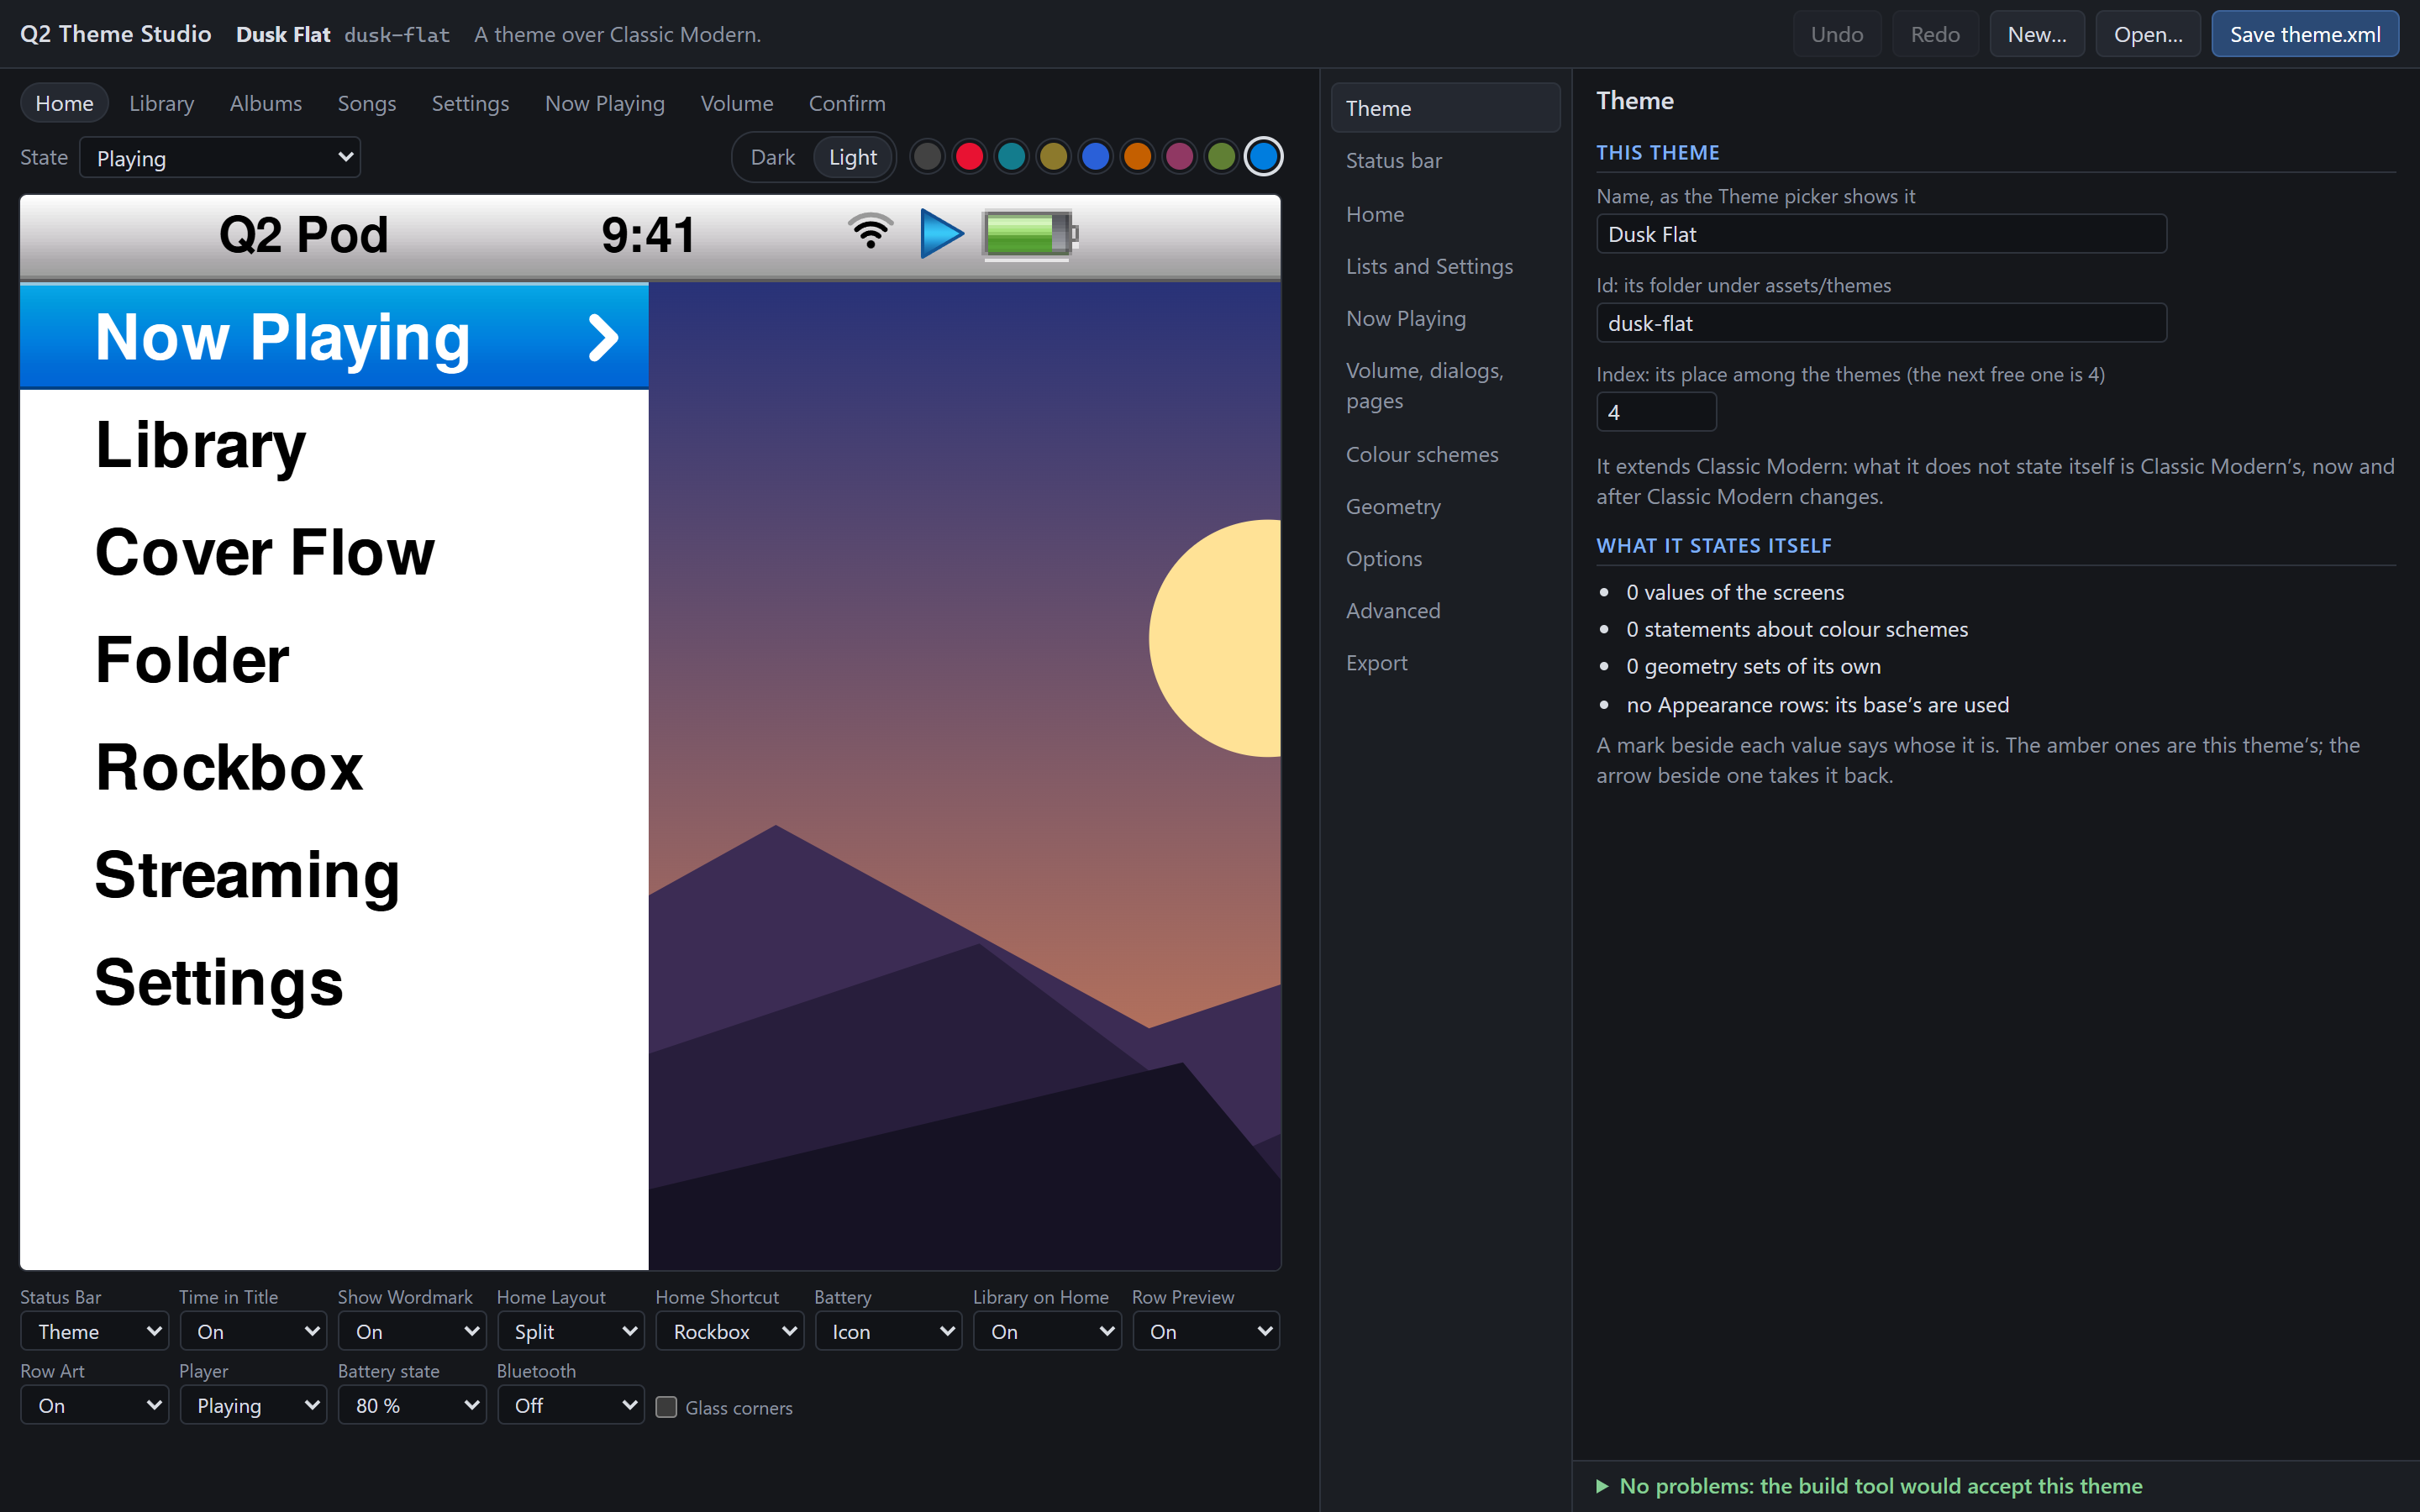 Q2 Theme Studio Dusk Flat dusk-flat A theme over Classic Modern.
Undo Redo New... Open... Save theme.xml
Home Library Albums Songs Settings Now Playing Volume Confirm
State Playing Dark Light
Q2 Pod 9:41
Now Playing
Library
Cover Flow
Folder
Rockbox
Streaming
Settings
Status Bar Time in Title Show Wordmark Home Layout Home Shortcut Battery Library on Home Row Preview
Theme On On Split Rockbox Icon On On
Row Art Player Battery state Bluetooth
On Playing 80 % Off Glass corners
Theme
Status bar
Home
Lists and Settings
Now Playing
Volume, dialogs,
pages
Colour schemes
Geometry
Options
Advanced
Export
Theme
THIS THEME
Name, as the Theme picker shows it
Dusk Flat
Id: its folder under assets/themes
dusk-flat
Index: its place among the themes (the next free one is 4)
4
It extends Classic Modern: what it does not state itself is Classic Modern’s, now and
after Classic Modern changes.
WHAT IT STATES ITSELF
• 0 values of the screens
• 0 statements about colour schemes
• 0 geometry sets of its own
• no Appearance rows: its base’s are used
A mark beside each value says whose it is. The amber ones are this theme’s; the
arrow beside one takes it back.
No problems: the build tool would accept this theme